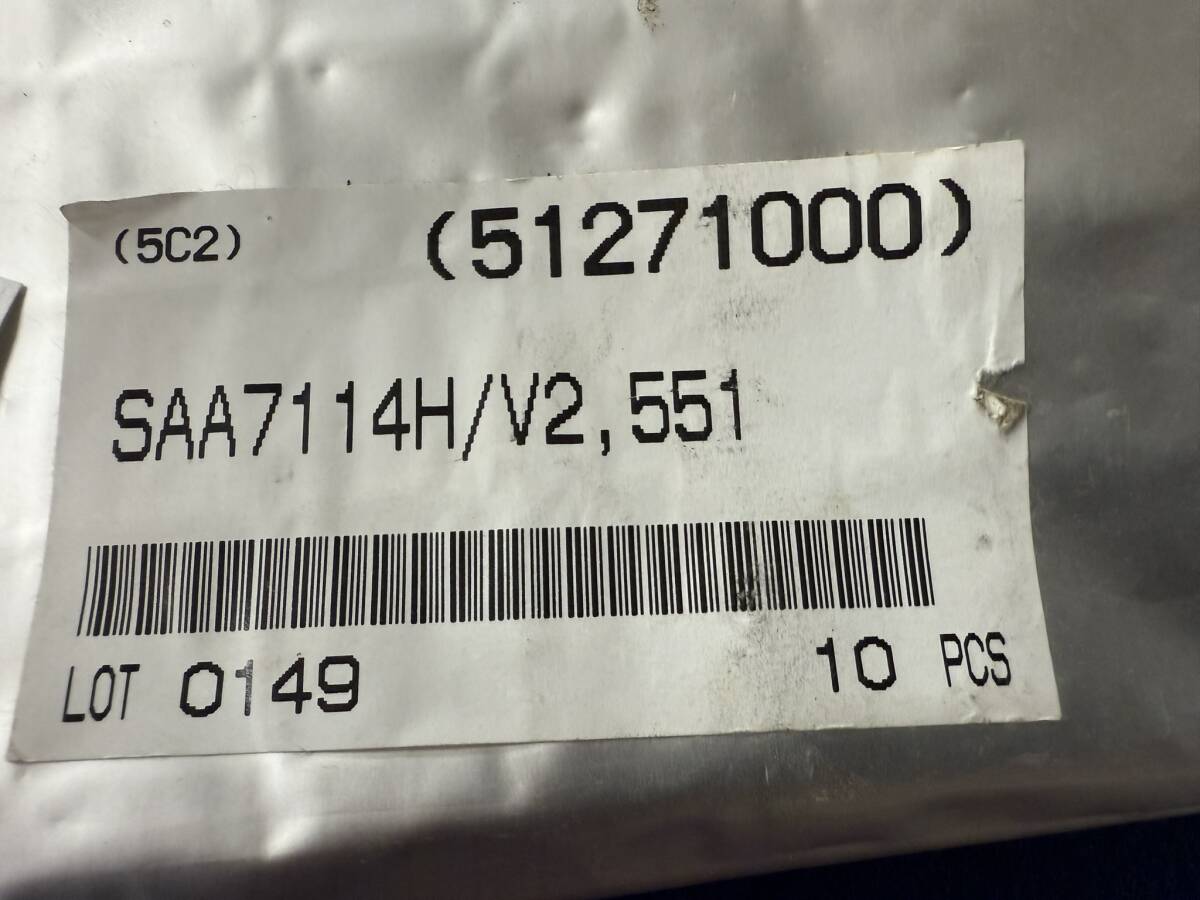 (5C2) (51271000)
SAA7114H/V2,551
LOT 0149 10 PCS